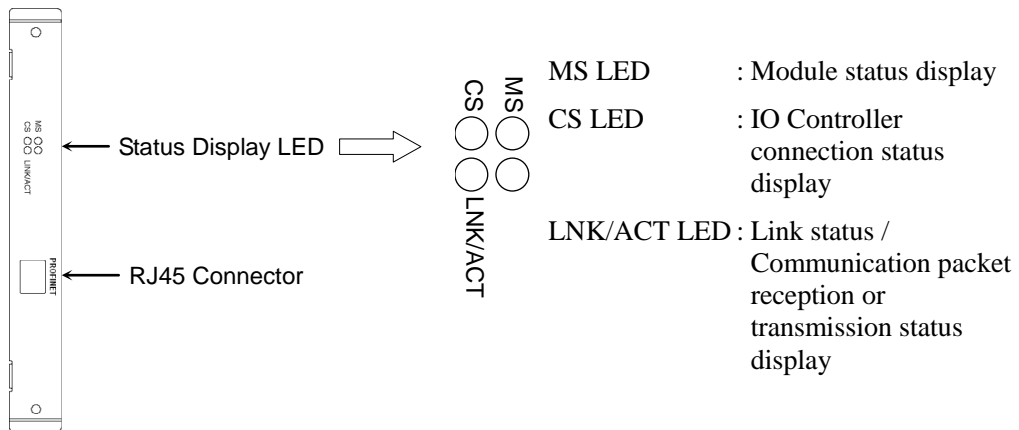 MS
CS
LINK/ACT
Status Display LED
PROFINET
RJ45 Connector
CS MS
LNK/ACT
MS LED : Module status display
CS LED : IO Controller
connection status
display
LNK/ACT LED : Link status /
Communication packet
reception or
transmission status
display